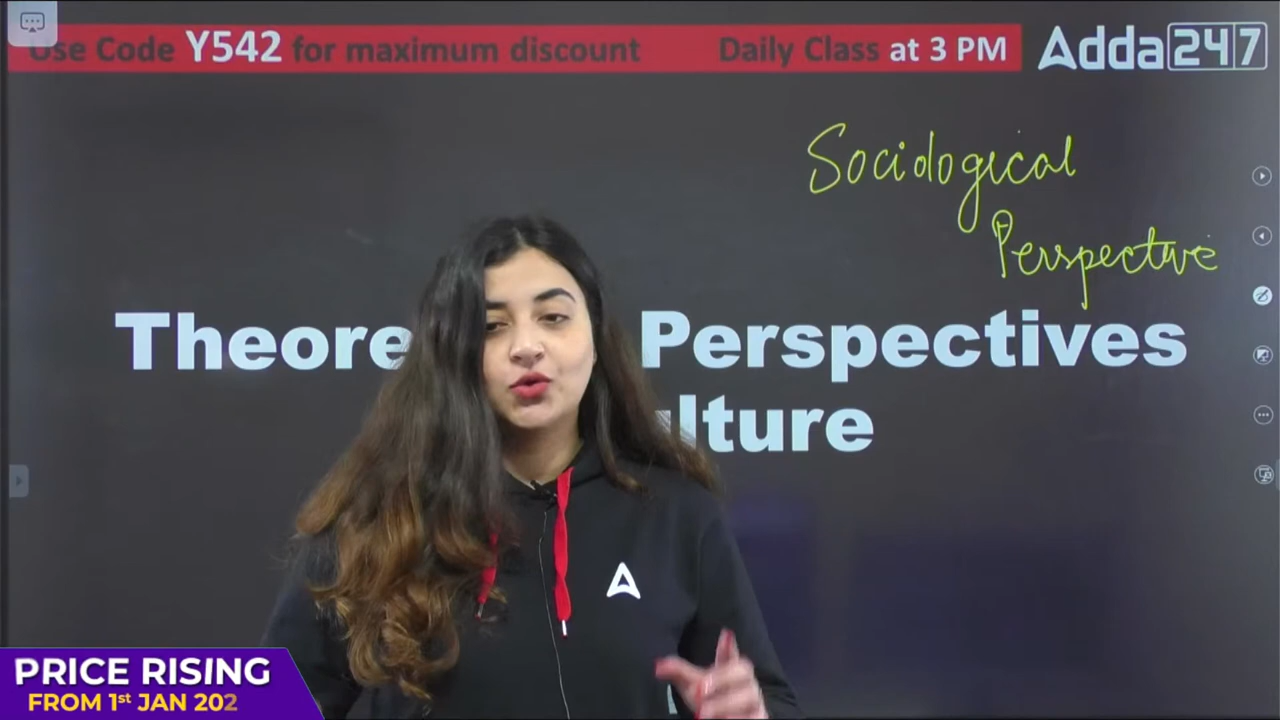 Use Code Y542 for maximum discount Daily Class at 3 PM Adda247
Sociological
Perspective
Theore Perspectives
ulture
PRICE RISING
FROM 1st JAN 202